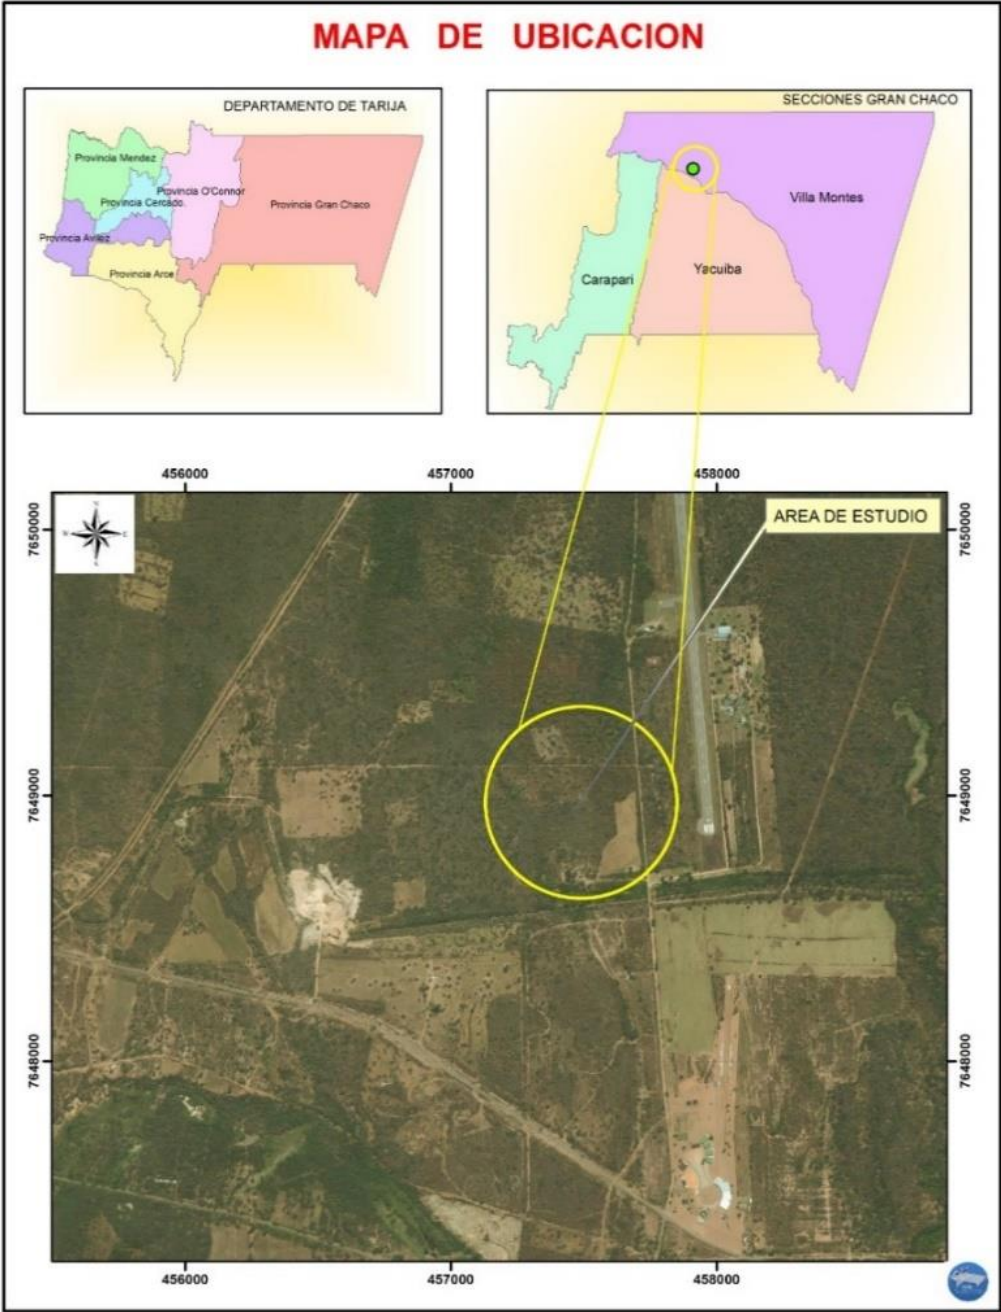 MAPA DE UBICACION
DEPARTAMENTO DE TARIJA
Provincia Mendez
Provincia O'Connor
Provincia Cercado
Provincia Gran Chaco
Provincia Aviléz
Provincia Arce
SECCIONES GRAN CHACO
Villa Montes
Yacuiba
Carapari
456000
457000
458000
AREA DE ESTUDIO
7650000
7650000
7649000
7649000
7648000
7648000
456000
457000
458000